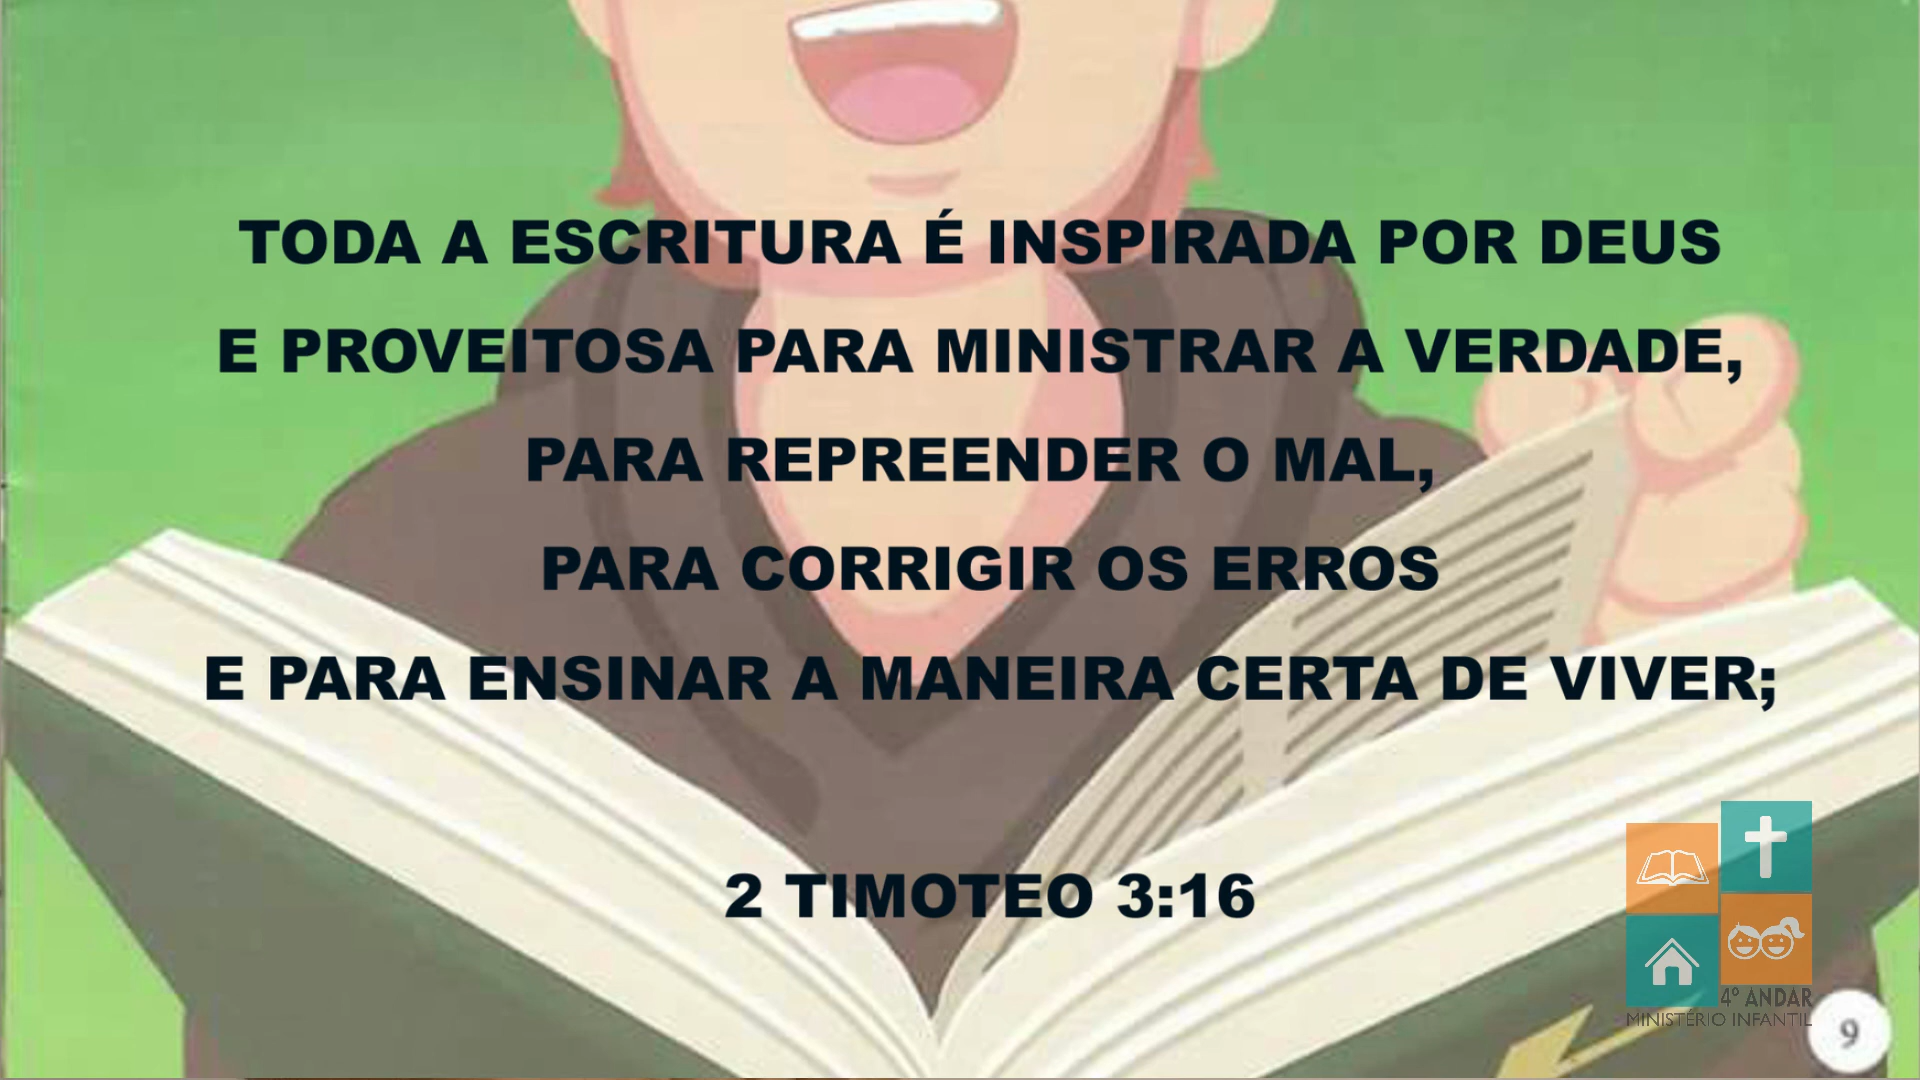 TODA A ESCRITURA É INSPIRADA POR DEUS
E PROVEITOSA PARA MINISTRAR A VERDADE,
PARA REPREENDER O MAL,
PARA CORRIGIR OS ERROS
E PARA ENSINAR A MANEIRA CERTA DE VIVER;
2 TIMOTEO 3:16
4º ANDAR
MINISTÉRIO INFANTIL
9